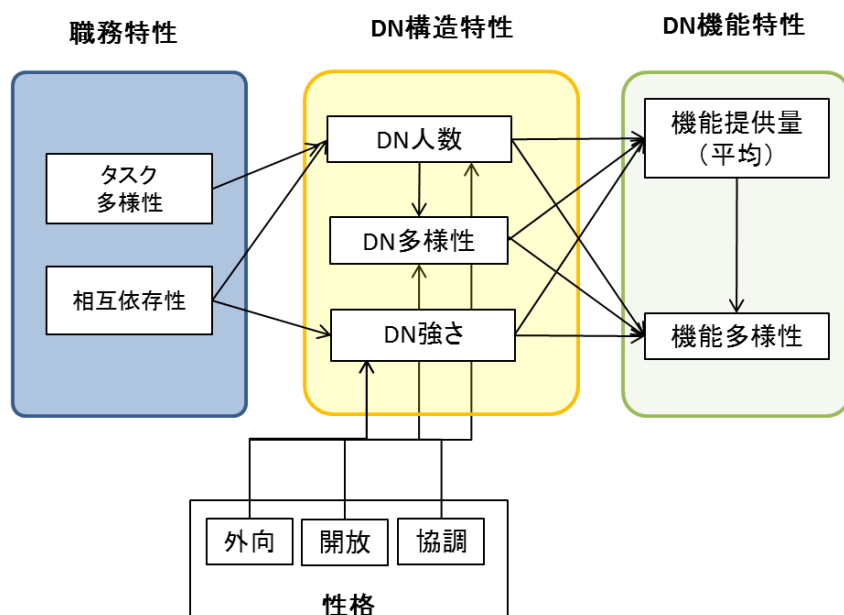 職務特性
DN構造特性
DN機能特性
タスク
多様性
相互依存性
DN人数
DN多様性
DN強さ
機能提供量
（平均）
機能多様性
外向
開放
協調
性格